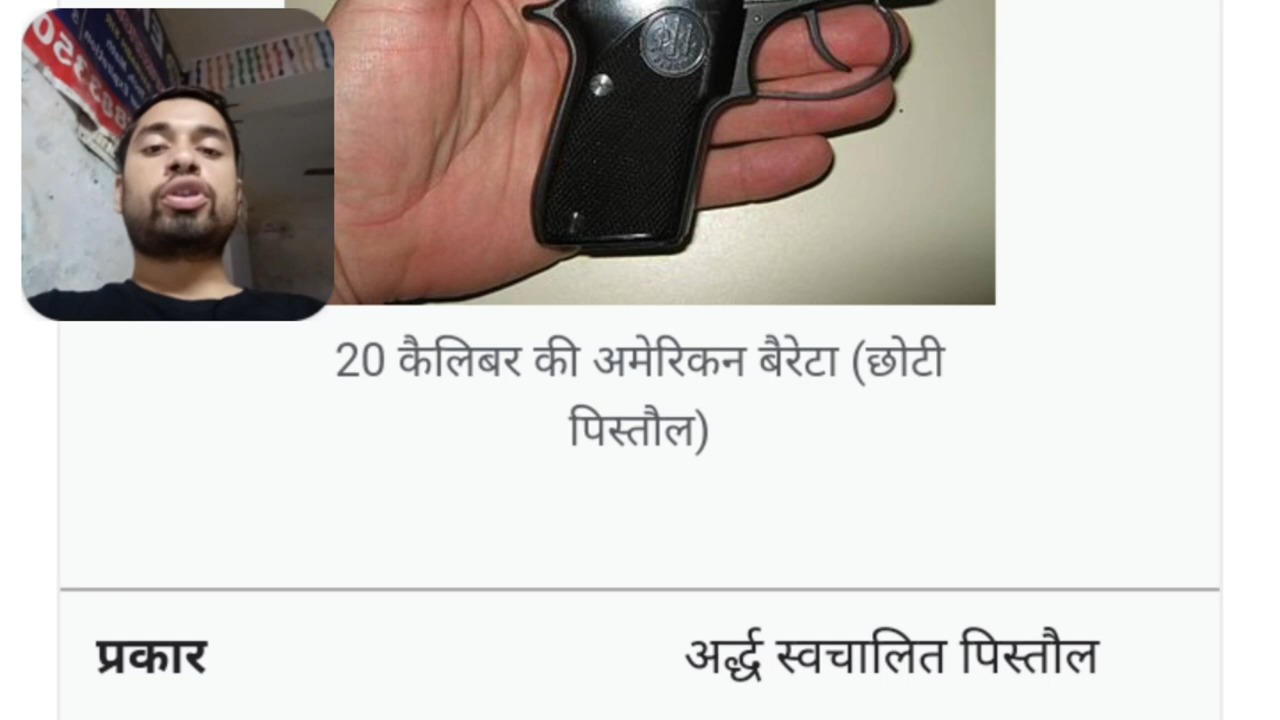 20 कैलिबर की अमेरिकन बैरेटा (छोटी
पिस्तौल)
प्रकार
अर्द्ध स्वचालित पिस्तौल